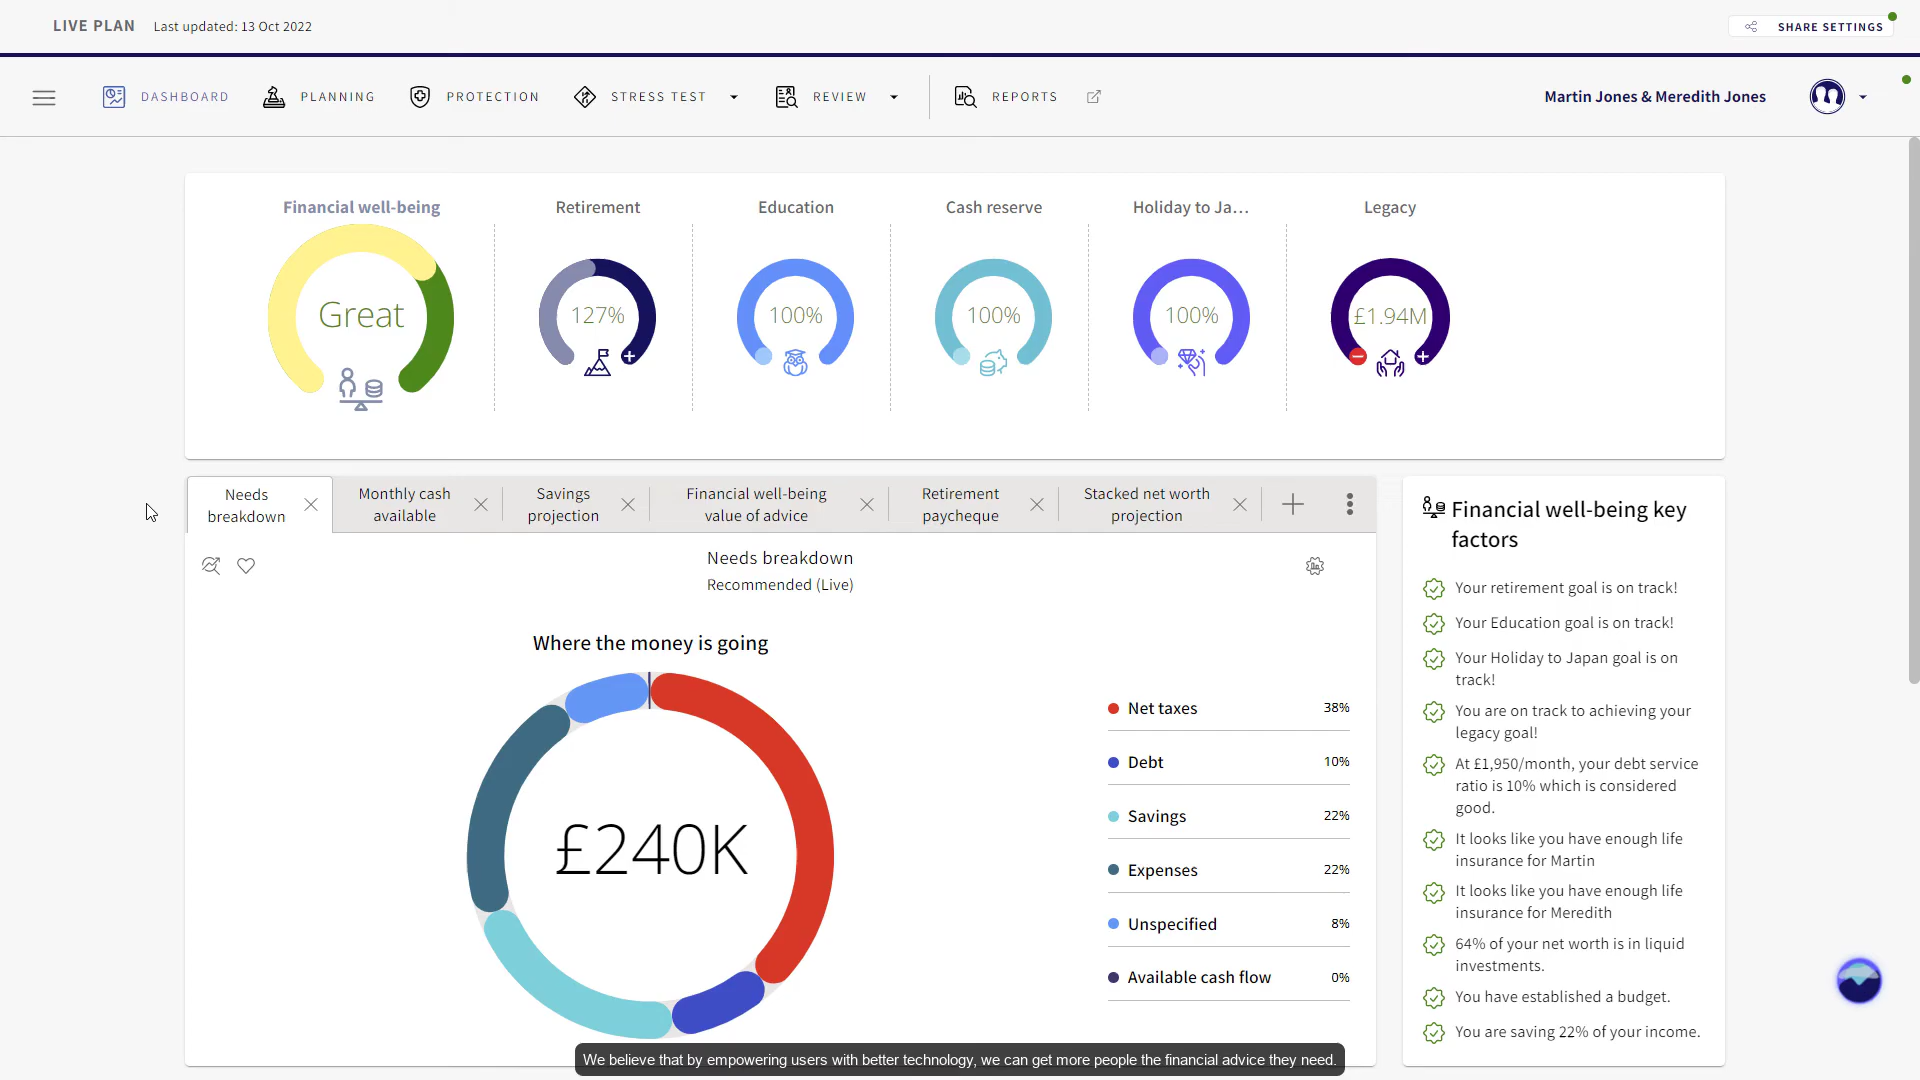 LIVE PLAN Last updated: 13 Oct 2022
SHARE SETTINGS
DASHBOARD PLANNING PROTECTION STRESS TEST REVIEW REPORTS
Martin Jones & Meredith Jones
Financial well-being Retirement Education Cash reserve Holiday to Ja... Legacy
Great 127% 100% 100% 100% £1.94M
Needs
breakdown
Monthly cash
available
Savings
projection
Financial well-being
value of advice
Retirement
paycheque
Stacked net worth
projection
Needs breakdown
Recommended (Live)
Where the money is going
£240K
Net taxes 38%
Debt 10%
Savings 22%
Expenses 22%
Unspecified 8%
Available cash flow 0%
Financial well-being key
factors
Your retirement goal is on track!
Your Education goal is on track!
Your Holiday to Japan goal is on
track!
You are on track to achieving your
legacy goal!
At £1,950/month, your debt service
ratio is 10% which is considered
good.
It looks like you have enough life
insurance for Martin
It looks like you have enough life
insurance for Meredith
64% of your net worth is in liquid
investments.
You have established a budget.
You are saving 22% of your income.
We believe that by empowering users with better technology, we can get more people the financial advice they need.